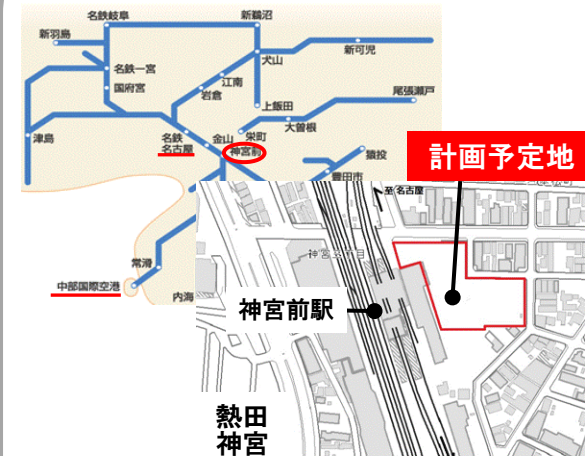 名鉄岐阜
新鵜沼
新羽島
新可児
犬山
名鉄一宮
江南
国府宮
岩倉
尾張瀬戸
上飯田
大曽根
津島
名鉄
名古屋
金山
栄町
神宮前
猿投
豊田市
計画予定地
至 名古屋
常滑
中部国際空港
内海
神宮前駅
熱田
神宮